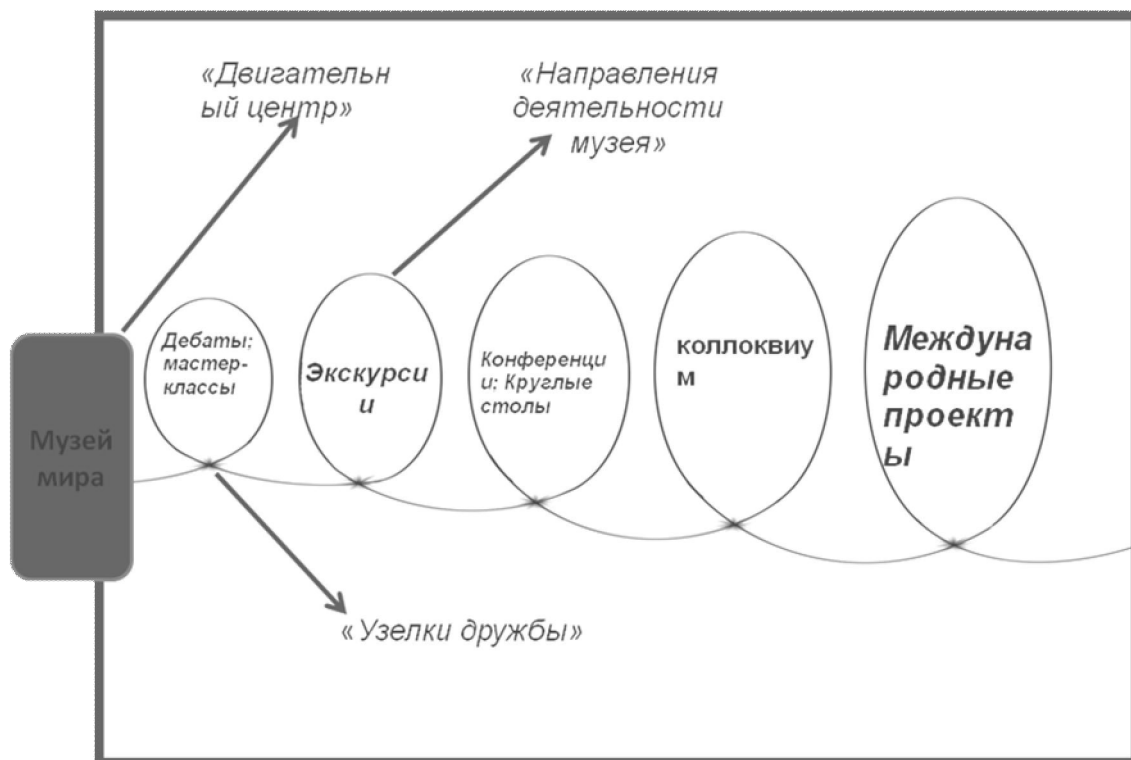 «Двигательн
ый центр»
«Направления
деятельности
музея»
Дебаты;
мастер-
классы
Экскурси
и
Конференци
и; Круглые
столы
коллоквиу
м
Междуна
родные
проект
ы
Музей
мира
«Узелки дружбы»